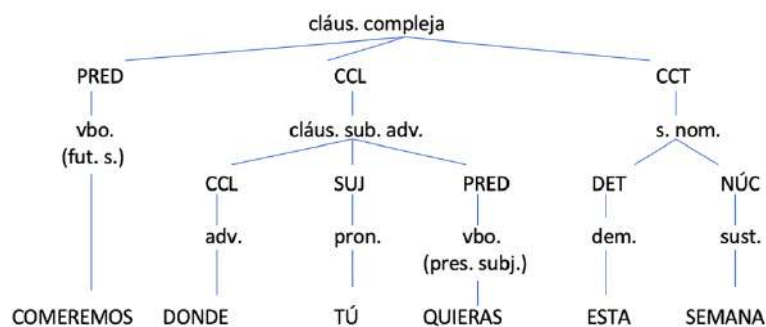 cláus. compleja
PRED CCL CCT
vbo. cláus. sub. adv. s. nom.
(fut. s.)
CCL SUJ PRED DET NÚC
adv. pron. vbo. dem. sust.
(pres. subj.)
COMEREMOS DONDE TÚ QUIERAS ESTA SEMANA